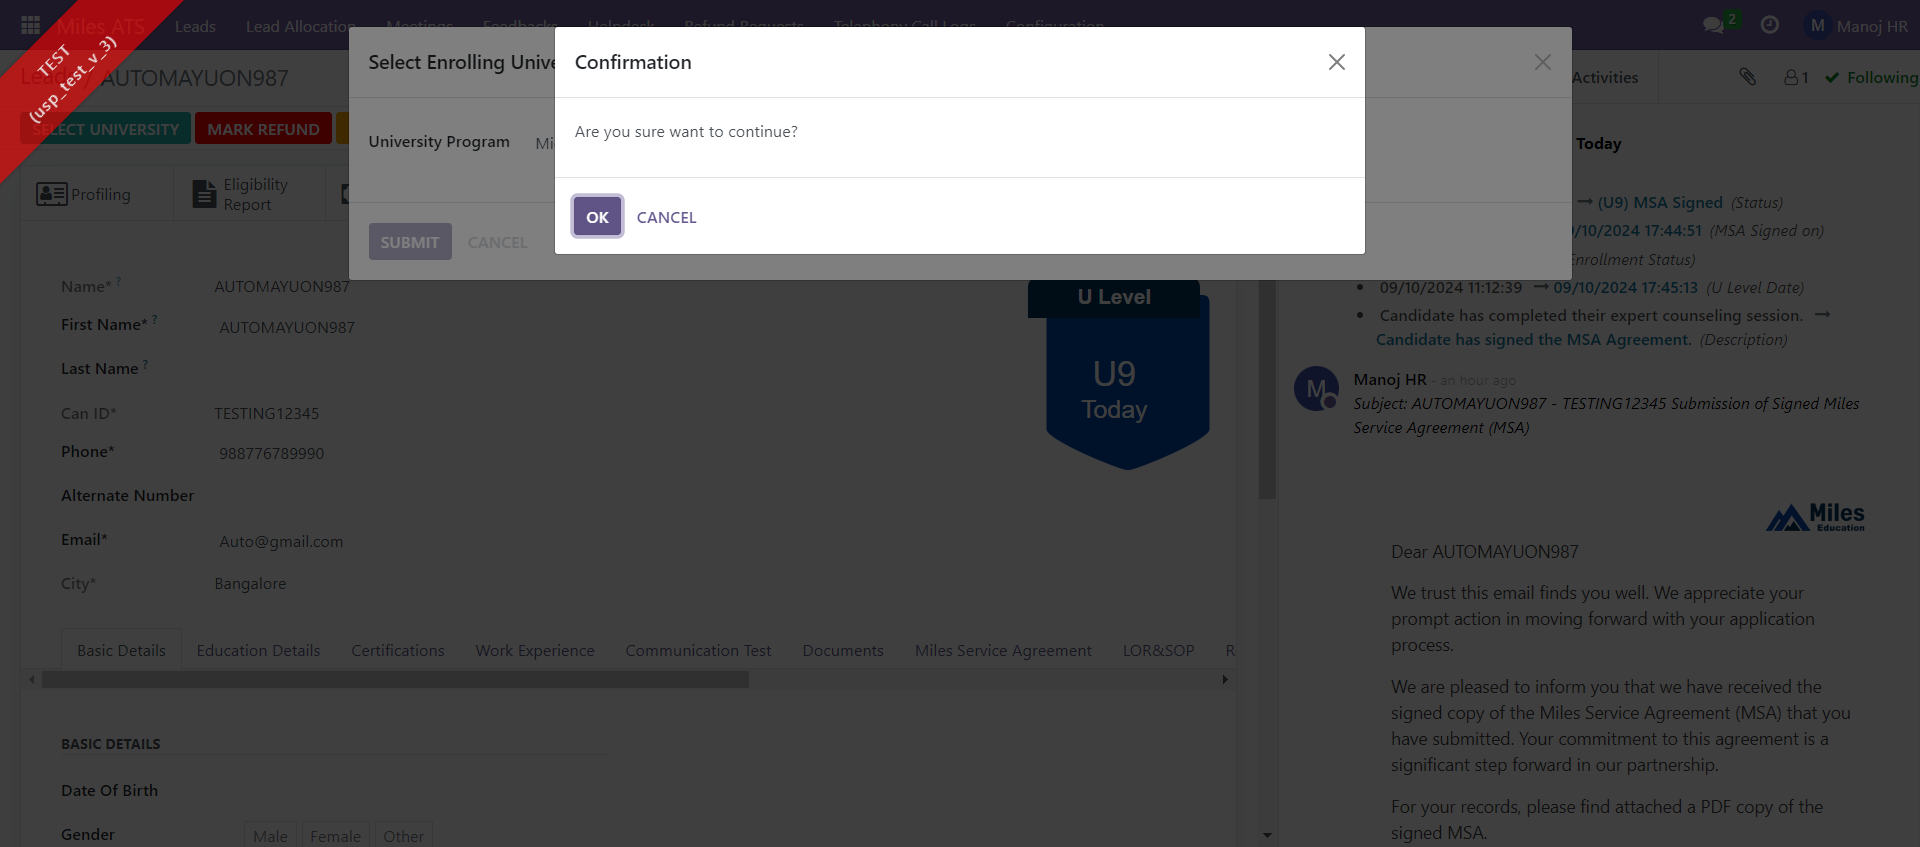 TEST
(usp_test_v_3)
Miles ATS
Leads
Lead Allocation
Meetings
Feedbacks
Helpdesk
Refund Requests
Telephony Call Logs
Configuration
2
M
Manoj HR
Leads / AUTOMAYUON987
SELECT UNIVERSITY
MARK REFUND
Select Enrolling Unive
University Program
SUBMIT
CANCEL
Confirmation
Are you sure want to continue?
OK
CANCEL
Activities
1
Following
Profiling
Eligibility
Report
Name* ?
AUTOMAYUON987
First Name* ?
AUTOMAYUON987
Last Name ?
Can ID*
TESTING12345
Phone*
988776789990
Alternate Number
Email*
Auto@gmail.com
City*
Bangalore
U Level
U9
Today
Basic Details
Education Details
Certifications
Work Experience
Communication Test
Documents
Miles Service Agreement
LOR&SOP
R
BASIC DETAILS
Date Of Birth
Gender
Male
Female
Other
Today
→ (U9) MSA Signed (Status)
/10/2024 17:44:51 (MSA Signed on)
Enrollment Status)
• 09/10/2024 11:12:39 → 09/10/2024 17:45:13 (U Level Date)
• Candidate has completed their expert counseling session. →
Candidate has signed the MSA Agreement. (Description)
M
Manoj HR - an hour ago
Subject: AUTOMAYUON987 - TESTING12345 Submission of Signed Miles
Service Agreement (MSA)
Miles
Education
Dear AUTOMAYUON987
We trust this email finds you well. We appreciate your
prompt action in moving forward with your application
process.
We are pleased to inform you that we have received the
signed copy of the Miles Service Agreement (MSA) that you
have submitted. Your commitment to this agreement is a
significant step forward in our partnership.
For your records, please find attached a PDF copy of the
signed MSA.